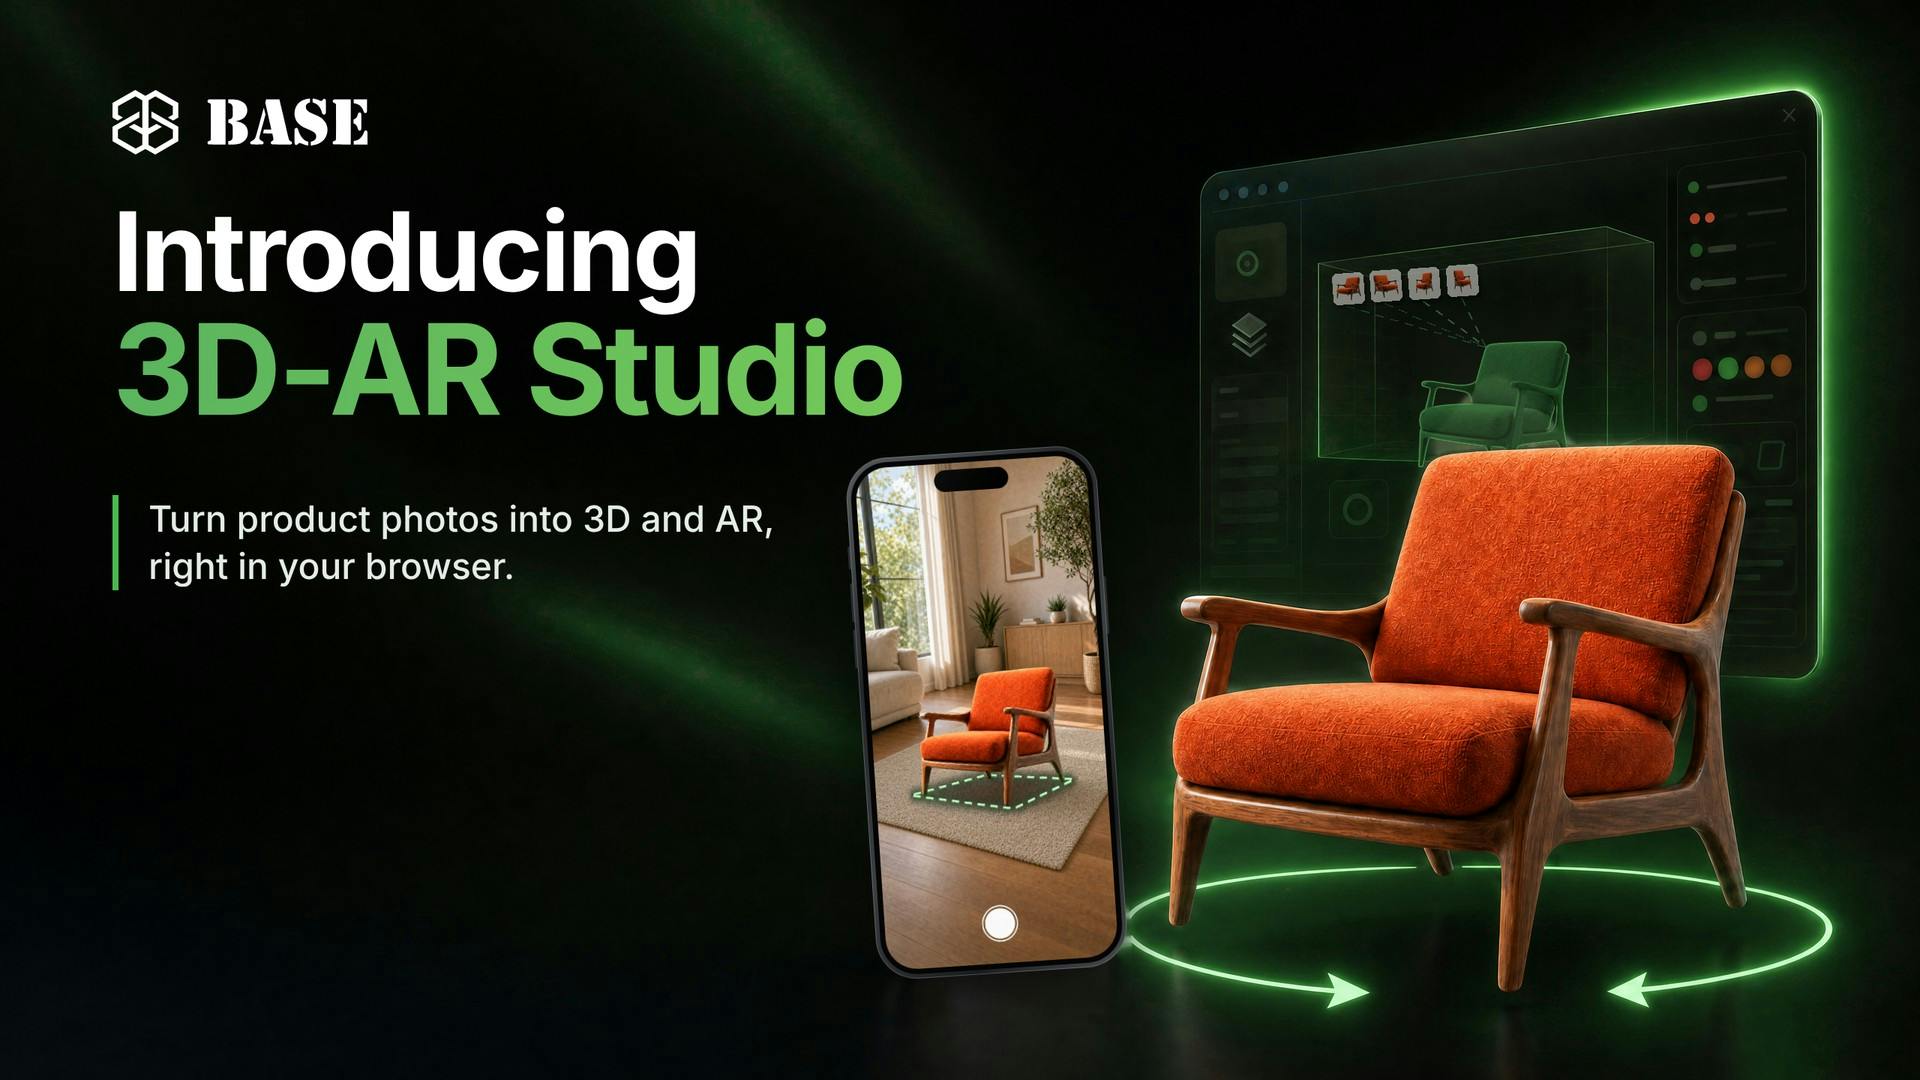 BASE
Introducing
3D-AR Studio
Turn product photos into 3D and AR,
right in your browser.